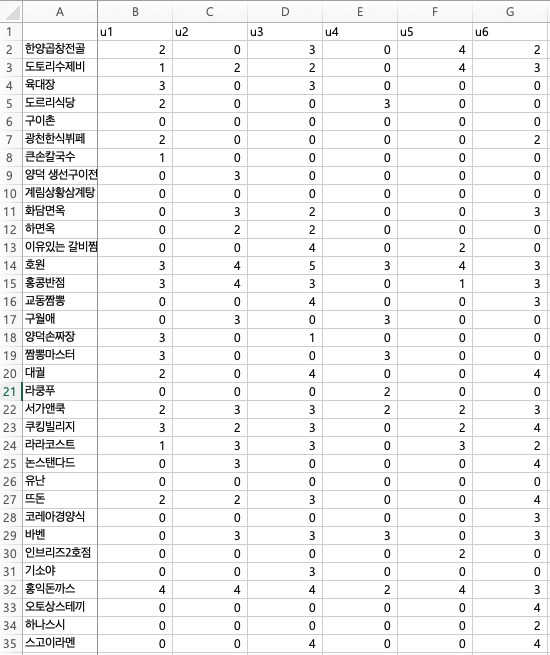 A B C D E F G
1 u1 u2 u3 u4 u5 u6
2 한양곱창전골 2 0 3 0 4 2
3 도토리수제비 1 2 2 0 4 3
4 육대장 3 0 3 0 0 0
5 도르리식당 2 0 0 3 0 0
6 구이촌 0 0 0 0 0 0
7 광천한식뷔페 2 0 0 0 0 2
8 큰손칼국수 1 0 0 0 0 0
9 양덕 생선구이전 0 3 0 0 0 0
10 계림상황삼계탕 0 0 0 0 0 0
11 화담면옥 0 3 2 0 0 3
12 하면옥 0 2 2 0 0 0
13 이유있는 갈비찜 0 0 4 0 2 0
14 호원 3 4 5 3 4 3
15 홍콩반점 3 4 3 0 1 3
16 교동짬뽕 0 0 4 0 0 3
17 구월애 0 3 0 3 0 0
18 양덕손짜장 3 0 1 0 0 0
19 짬뽕마스터 3 0 0 3 0 0
20 대궐 2 0 4 0 0 4
21 라쿵푸 0 0 0 2 0 0
22 서가앤쿡 2 3 3 2 2 3
23 쿠킹빌리지 3 2 3 0 2 4
24 라라코스트 1 3 3 0 3 2
25 논스탠다드 0 3 0 0 0 4
26 유난 0 0 0 0 0 0
27 뜨돈 2 2 3 0 0 4
28 코레아경양식 0 0 0 0 0 3
29 바벤 0 3 3 3 0 3
30 인브리즈2호점 0 0 0 0 2 0
31 기소야 0 0 3 0 0 0
32 홍익돈까스 4 4 4 2 4 3
33 오토상스테끼 0 0 0 0 0 4
34 하나스시 0 0 0 0 0 2
35 스고이라멘 0 0 4 0 0 4